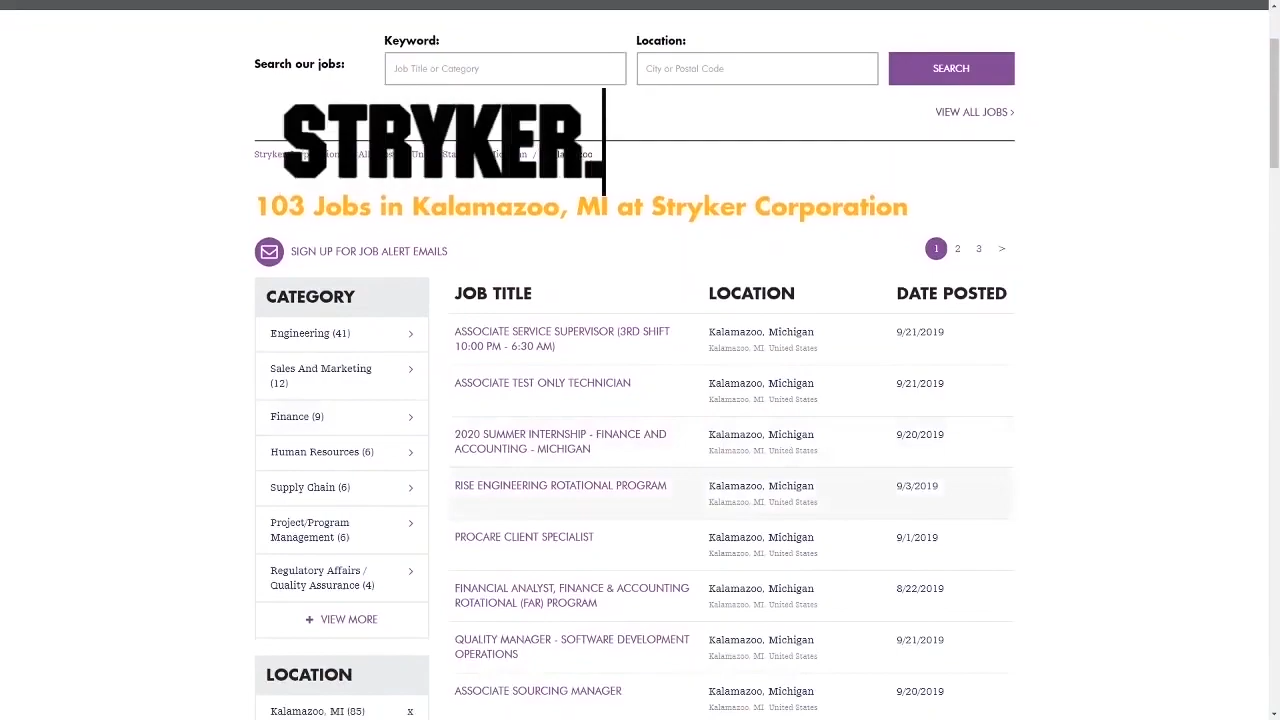 Keyword:
Location:
Search our jobs:
Job Title or Category
City or Postal Code
SEARCH
VIEW ALL JOBS >
STRYKER.
103 Jobs in Kalamazoo, MI at Stryker Corporation
SIGN UP FOR JOB ALERT EMAILS
1 2 3 >
CATEGORY
Engineering (41)
Sales And Marketing
(12)
Finance (9)
Human Resources (6)
Supply Chain (6)
Project/Program
Management (6)
Regulatory Affairs /
Quality Assurance (4)
+ VIEW MORE
LOCATION
Kalamazoo, MI (85) x
JOB TITLE LOCATION DATE POSTED
ASSOCIATE SERVICE SUPERVISOR (3RD SHIFT Kalamazoo, Michigan 9/21/2019
10:00 PM - 6:30 AM) Kalamazoo, MI, United States
ASSOCIATE TEST ONLY TECHNICIAN Kalamazoo, Michigan 9/21/2019
Kalamazoo, MI, United States
2020 SUMMER INTERNSHIP - FINANCE AND Kalamazoo, Michigan 9/20/2019
ACCOUNTING - MICHIGAN Kalamazoo, MI, United States
RISE ENGINEERING ROTATIONAL PROGRAM Kalamazoo, Michigan 9/3/2019
Kalamazoo, MI, United States
PROCARE CLIENT SPECIALIST Kalamazoo, Michigan 9/1/2019
Kalamazoo, MI, United States
FINANCIAL ANALYST, FINANCE & ACCOUNTING Kalamazoo, Michigan 8/22/2019
ROTATIONAL (FAR) PROGRAM Kalamazoo, MI, United States
QUALITY MANAGER - SOFTWARE DEVELOPMENT Kalamazoo, Michigan 9/21/2019
OPERATIONS Kalamazoo, MI, United States
ASSOCIATE SOURCING MANAGER Kalamazoo, Michigan 9/20/2019
Kalamazoo, MI, United States